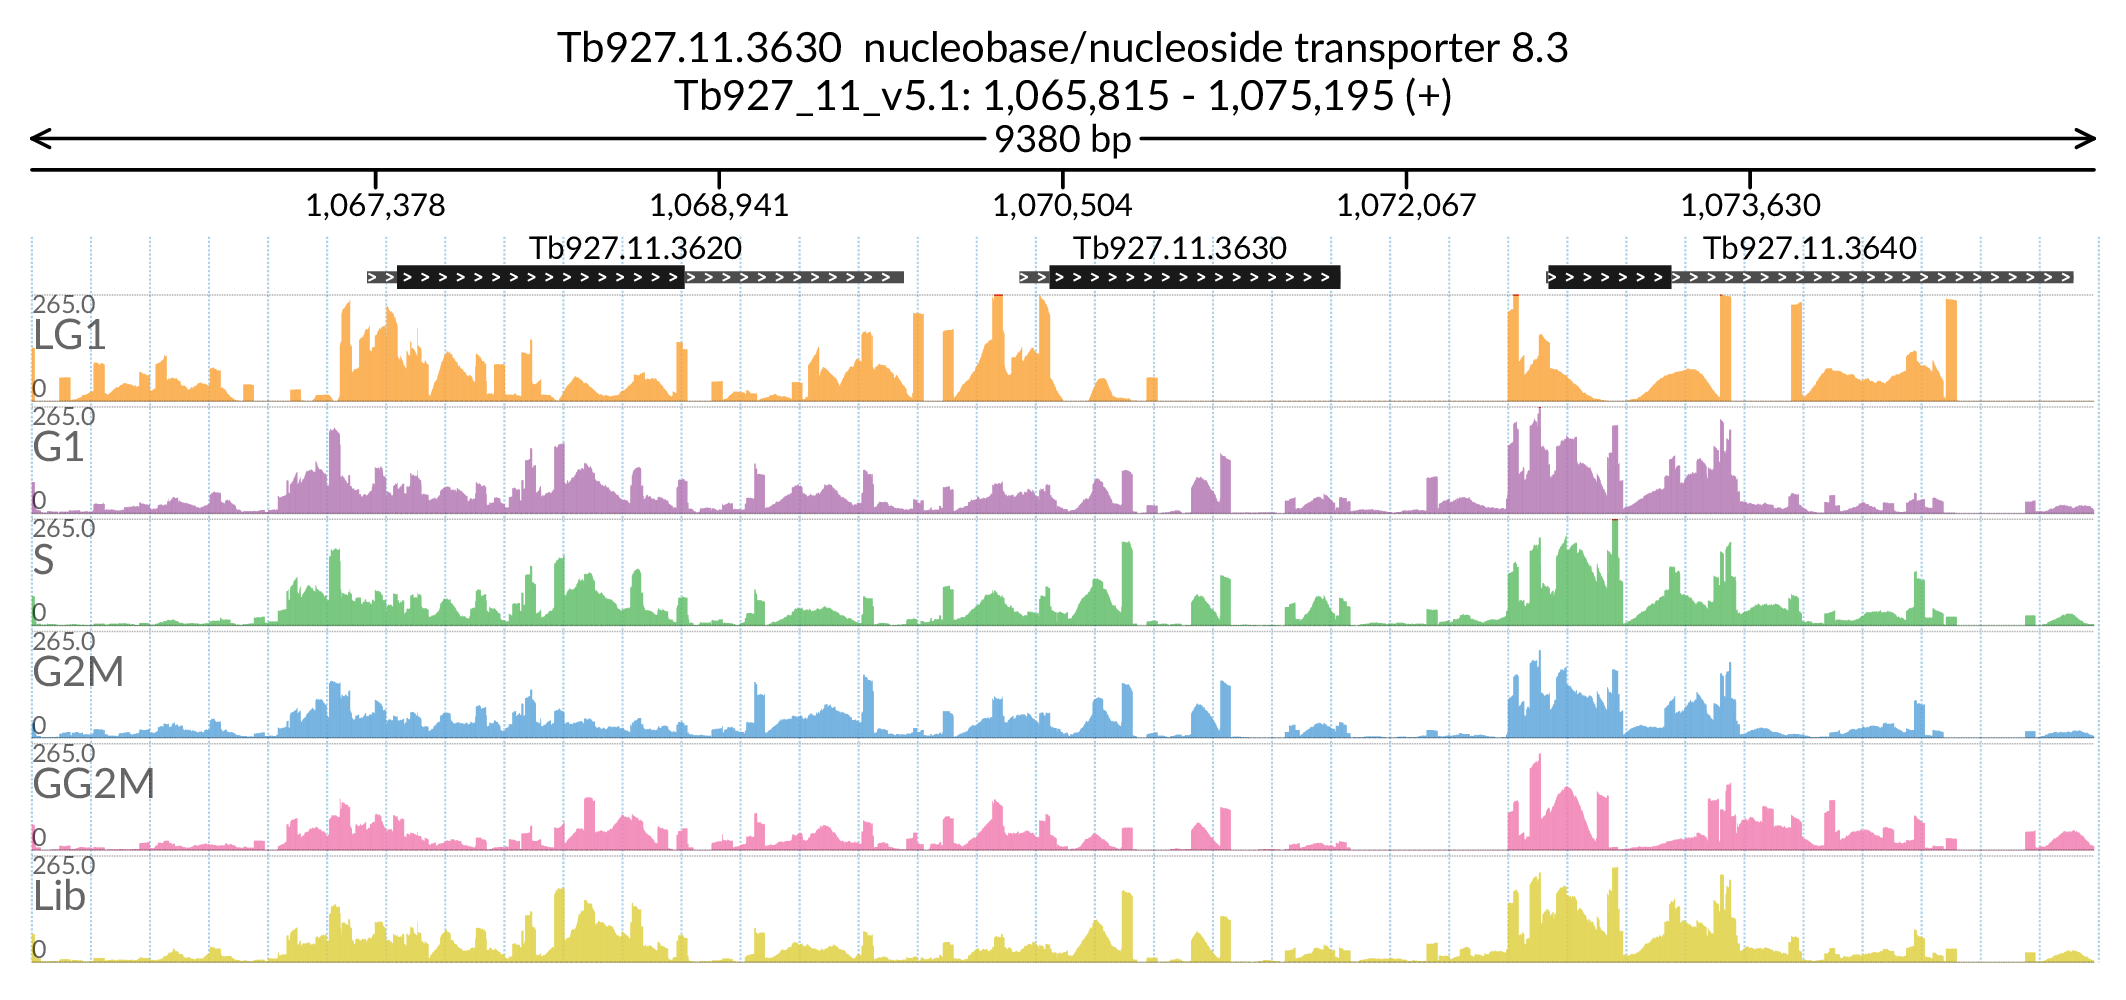 Tb927.11.3630  nucleobase/nucleoside transporter 8.3
Tb927_11_v5.1: 1,065,815 - 1,075,195 (+)
9380 bp
1,067,378 1,068,941 1,070,504 1,072,067 1,073,630
Tb927.11.3620 Tb927.11.3630 Tb927.11.3640
265.0
LG1
0
265.0
G1
0
265.0
S
0
265.0
G2M
0
265.0
GG2M
0
265.0
Lib
0